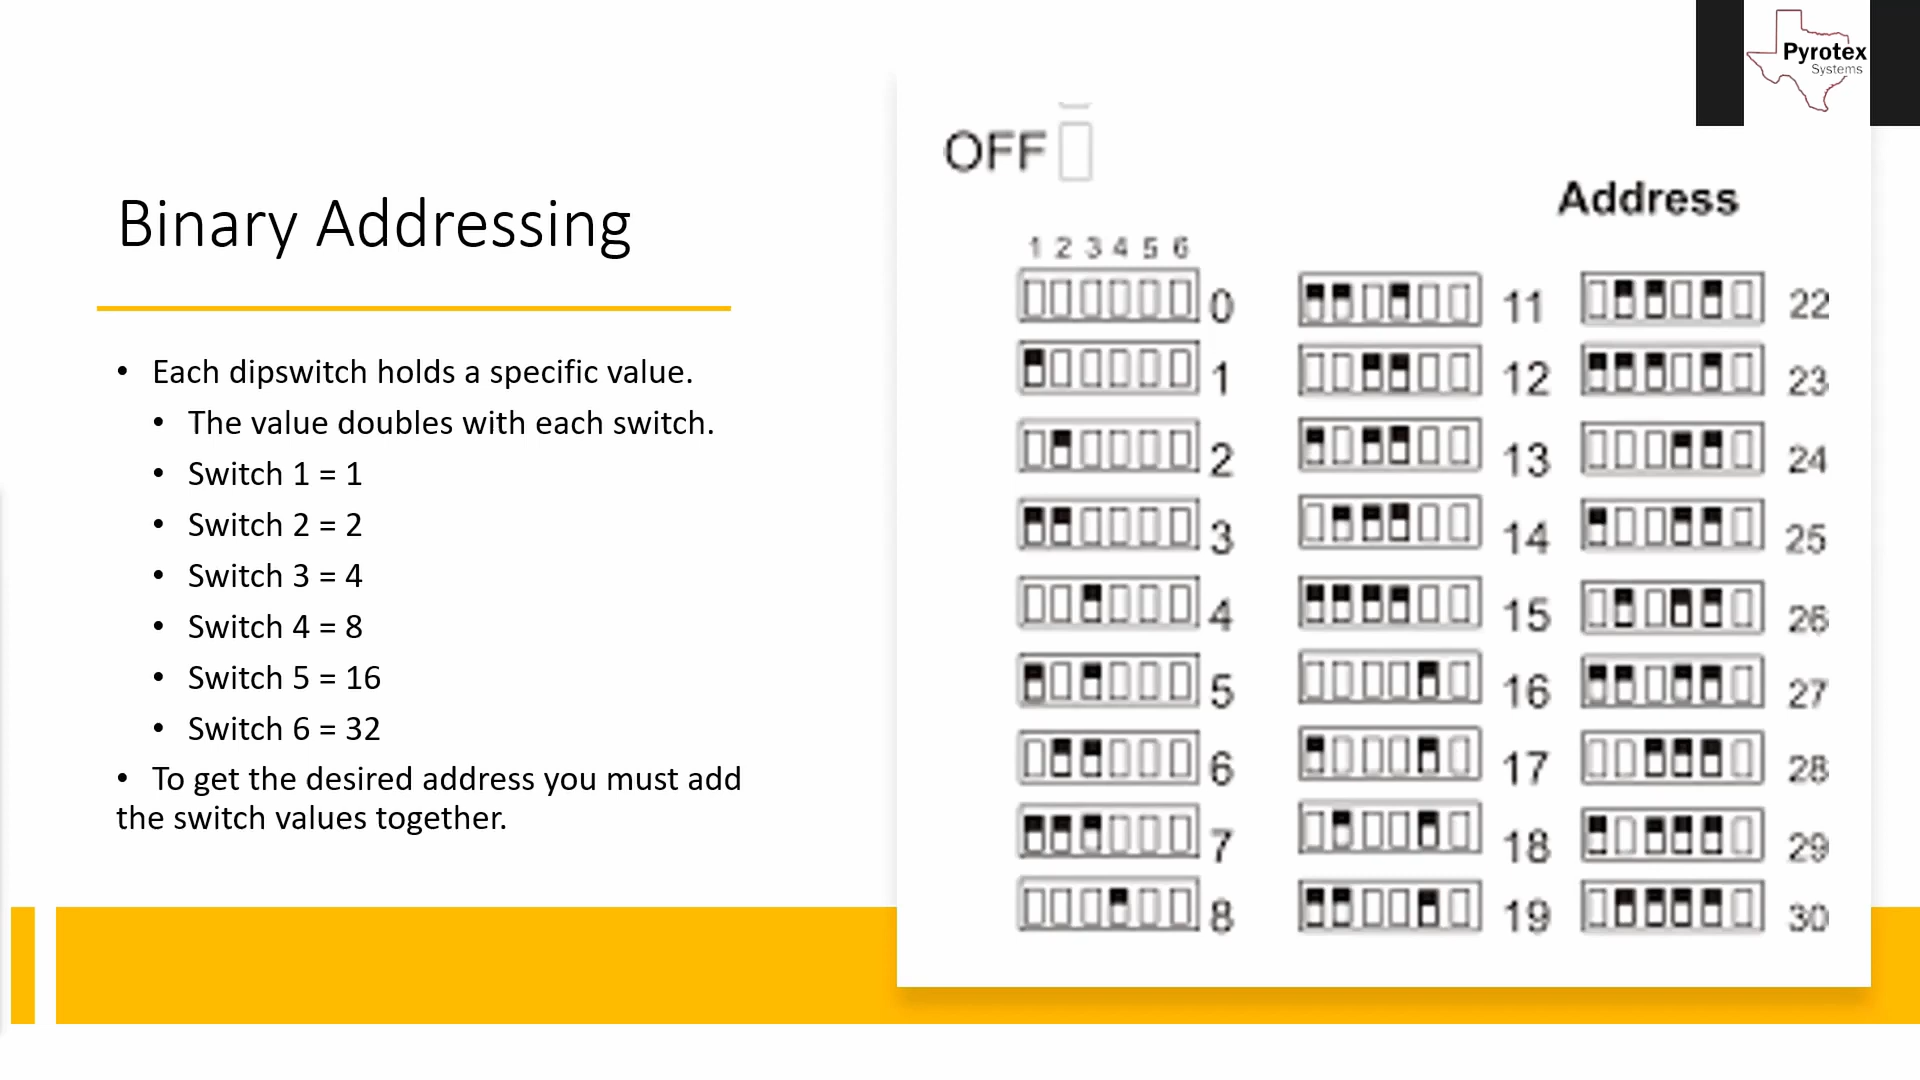 Pyrotex
Systems
Binary Addressing
• Each dipswitch holds a specific value.
• The value doubles with each switch.
• Switch 1 = 1
• Switch 2 = 2
• Switch 3 = 4
• Switch 4 = 8
• Switch 5 = 16
• Switch 6 = 32
• To get the desired address you must add
the switch values together.
OFF
Address
1 2 3 4 5 6
0 11 22
1 12 23
2 13 24
3 14 25
4 15 26
5 16 27
6 17 28
7 18 29
8 19 30